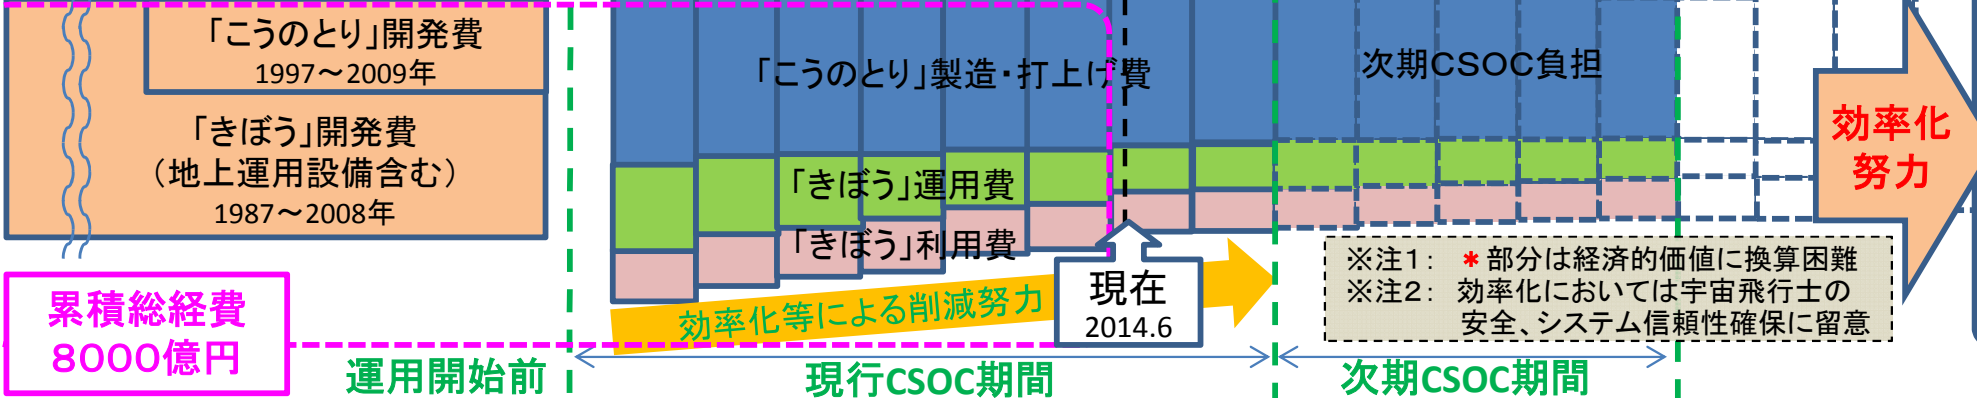 「こうのとり」開発費
1997～2009年
「きぼう」開発費
（地上運用設備含む）
1987～2008年
累積総経費
8000億円
運用開始前
「こうのとり」製造・打上げ費
「きぼう」運用費
「きぼう」利用費
効率化等による削減努力
現在
2014.6
現行CSOC期間
次期CSOC負担
※注1： *部分は経済的価値に換算困難
※注2： 効率化においては宇宙飛行士の
安全、システム信頼性確保に留意
次期CSOC期間
効率化
努力